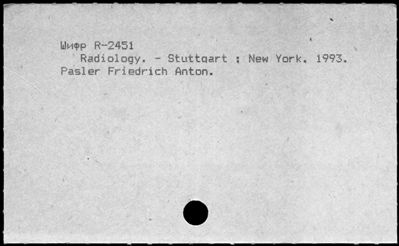 Шифр R-2451
Radiology. - Stuttgart ; New York, 1993.
Pasler Friedrich Anton.